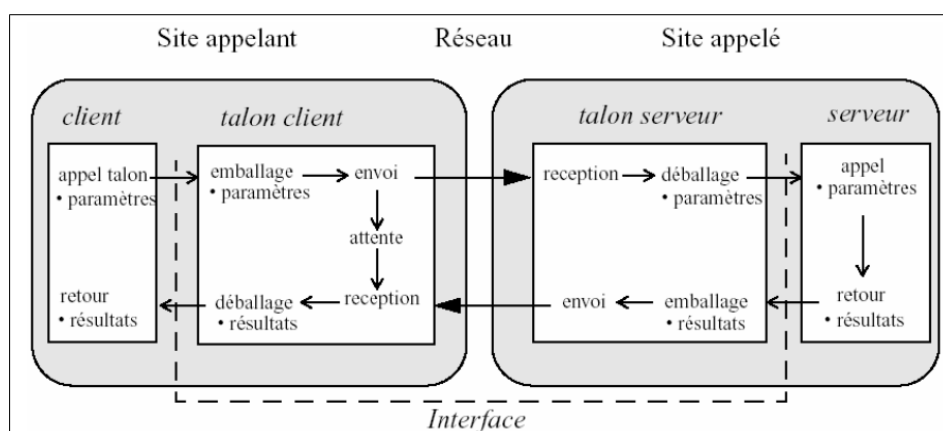 Site appelant Réseau Site appelé
client talon client talon serveur serveur
appel talon emballage envoi reception déballage appel
• paramètres • paramètres • paramètres • paramètres
attente
retour déballage reception envoi emballage retour
• résultats • résultats • résultats • résultats
Interface